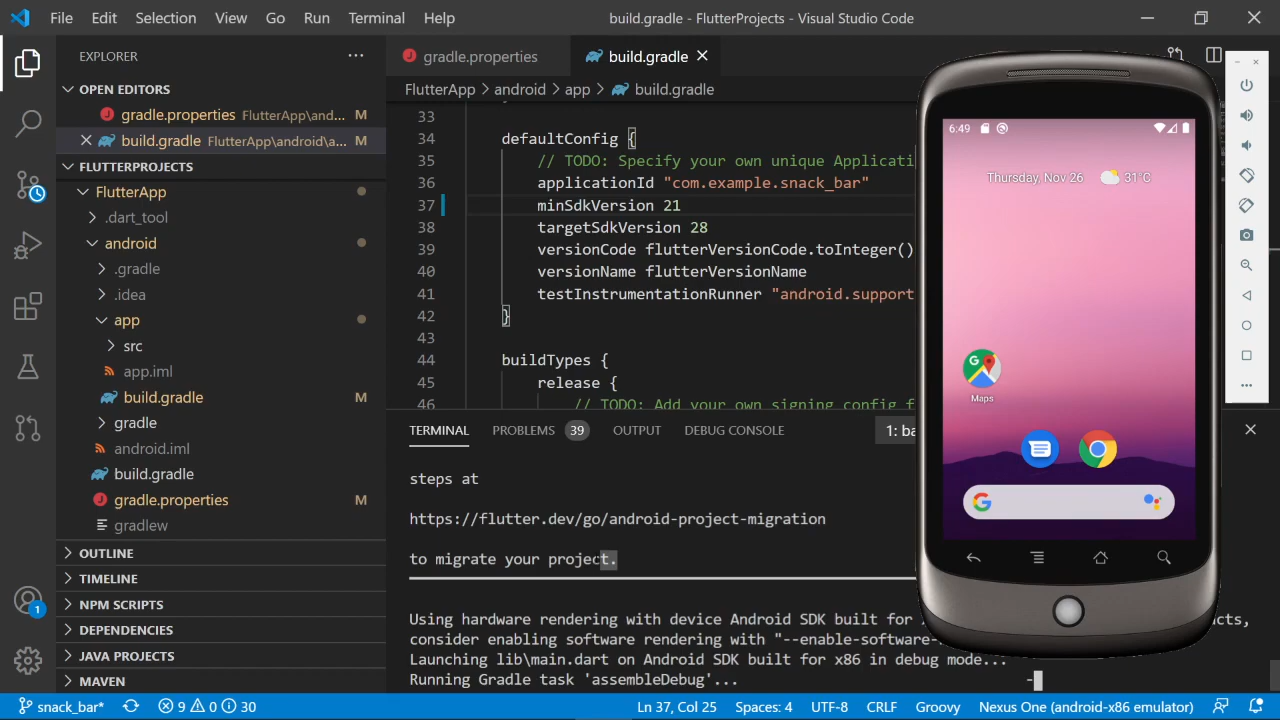 File Edit Selection View Go Run Terminal Help
build.gradle - FlutterProjects - Visual Studio Code
EXPLORER
OPEN EDITORS
gradle.properties FlutterApp\and... M
build.gradle FlutterApp\android\a... M
FLUTTERPROJECTS
FlutterApp
.dart_tool
android
.gradle
.idea
app
src
app.iml
build.gradle M
gradle
android.iml
build.gradle
gradle.properties M
gradlew
OUTLINE
TIMELINE
NPM SCRIPTS
DEPENDENCIES
JAVA PROJECTS
MAVEN
gradle.properties
build.gradle
FlutterApp > android > app > build.gradle
33
34 defaultConfig {
35 // TODO: Specify your own unique Applicati
36 applicationId "com.example.snack_bar"
37 minSdkVersion 21
38 targetSdkVersion 28
39 versionCode flutterVersionCode.toInteger()
40 versionName flutterVersionName
41 testInstrumentationRunner "android.support
42 }
43
44 buildTypes {
45 release {
46 // TODO: Add your own signing config f
TERMINAL PROBLEMS 39 OUTPUT DEBUG CONSOLE 1: ba
steps at
https://flutter.dev/go/android-project-migration
to migrate your project.
Using hardware rendering with device Android SDK built for cts,
consider enabling software rendering with "--enable-software-
Launching lib\main.dart on Android SDK built for x86 in debug mode...
Running Gradle task 'assembleDebug'... -
6:49
Thursday, Nov 26 31°C
Maps
1
snack_bar* 9 0 30 Ln 37, Col 25 Spaces: 4 UTF-8 CRLF Groovy Nexus One (android-x86 emulator)